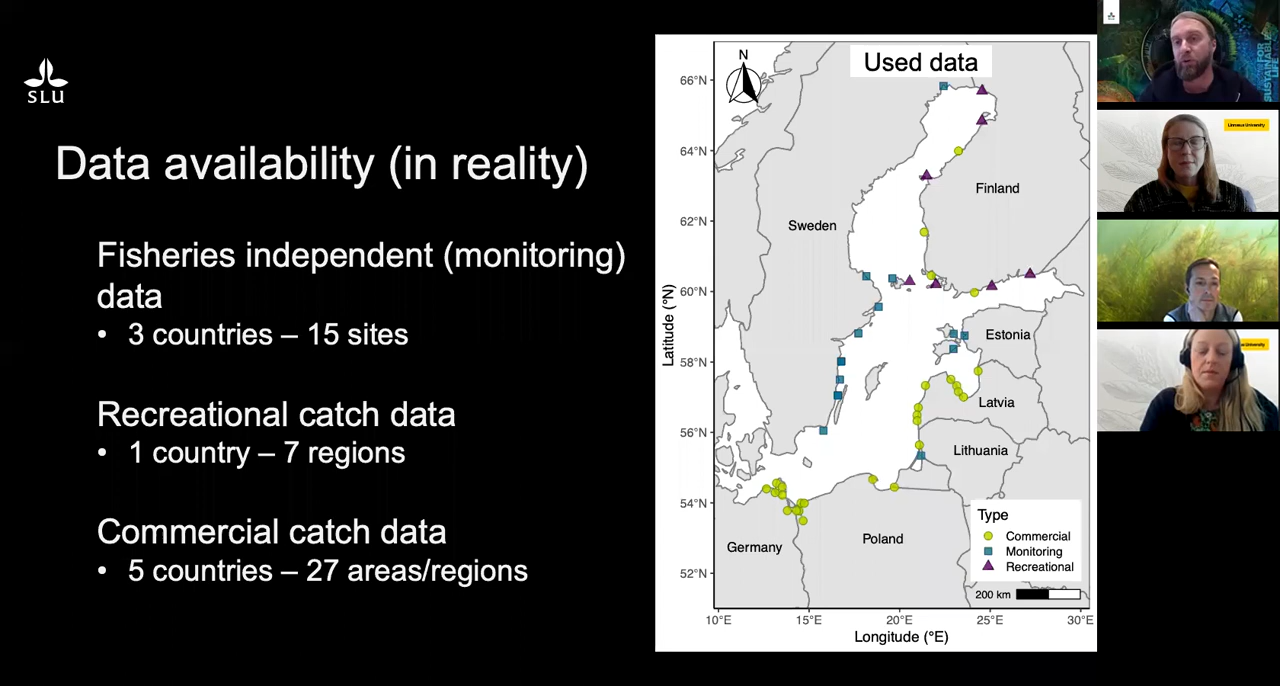 SLU
Data availability (in reality)
Fisheries independent (monitoring)
data
• 3 countries – 15 sites
Recreational catch data
• 1 country – 7 regions
Commercial catch data
• 5 countries – 27 areas/regions
Used data
N
66°N
64°N
62°N
60°N
58°N
56°N
54°N
52°N
Latitude (°N)
Finland
Sweden
Estonia
Latvia
Lithuania
Poland
Germany
Type
Commercial
Monitoring
Recreational
200 km
10°E
15°E
20°E
25°E
30°E
Longitude (°E)
FOR
SUSTAINABLE
LIFE
Linnaeus University